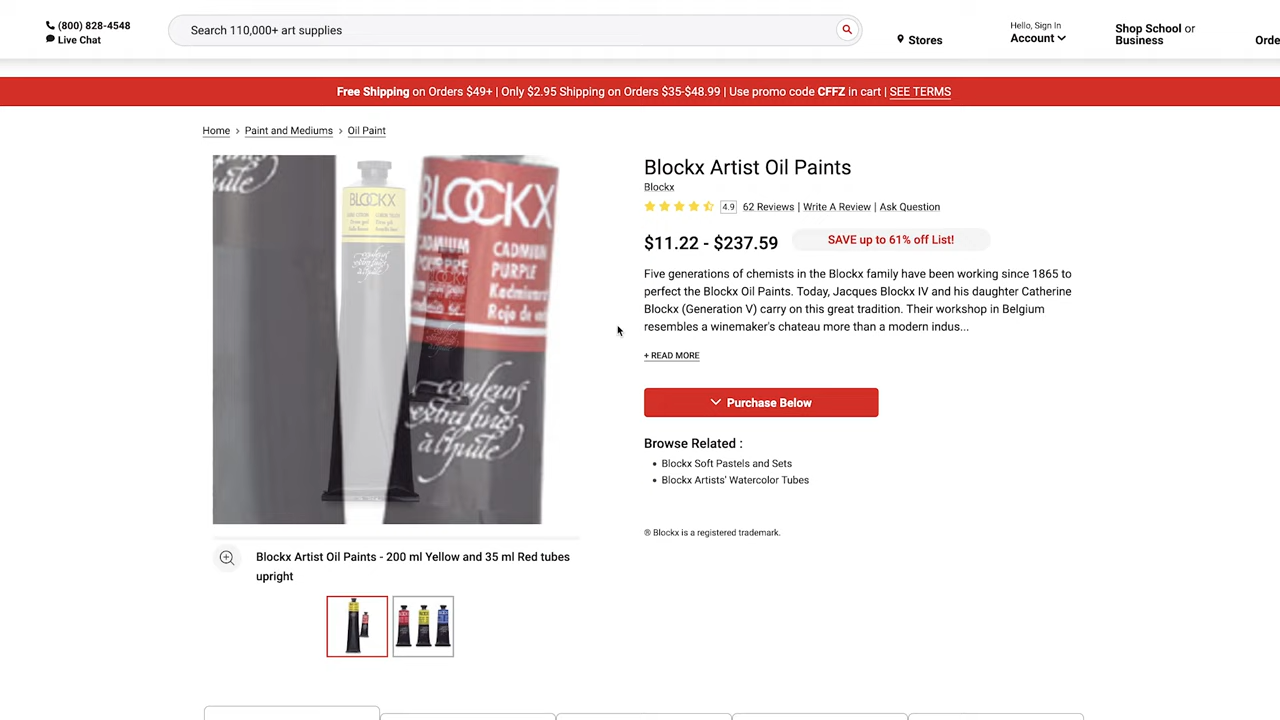 (800) 828-4548
Live Chat
Search 110,000+ art supplies
Stores
Hello, Sign In
Account
Shop School or
Business
Orde
Free Shipping on Orders $49+ | Only $2.95 Shipping on Orders $35-$48.99 | Use promo code CFFZ in cart | SEE TERMS
Home > Paint and Mediums > Oil Paint
BLOCKX
BLOCKX
CADMIUM
PURPLE
couleurs
extra fines
à l'huile
Blockx Artist Oil Paints
Blockx
4.9 62 Reviews | Write A Review | Ask Question
$11.22 - $237.59 SAVE up to 61% off List!
Five generations of chemists in the Blockx family have been working since 1865 to
perfect the Blockx Oil Paints. Today, Jacques Blockx IV and his daughter Catherine
Blockx (Generation V) carry on this great tradition. Their workshop in Belgium
resembles a winemaker's chateau more than a modern indus...
+ READ MORE
Purchase Below
Browse Related :
• Blockx Soft Pastels and Sets
• Blockx Artists' Watercolor Tubes
® Blockx is a registered trademark.
Blockx Artist Oil Paints - 200 ml Yellow and 35 ml Red tubes
upright